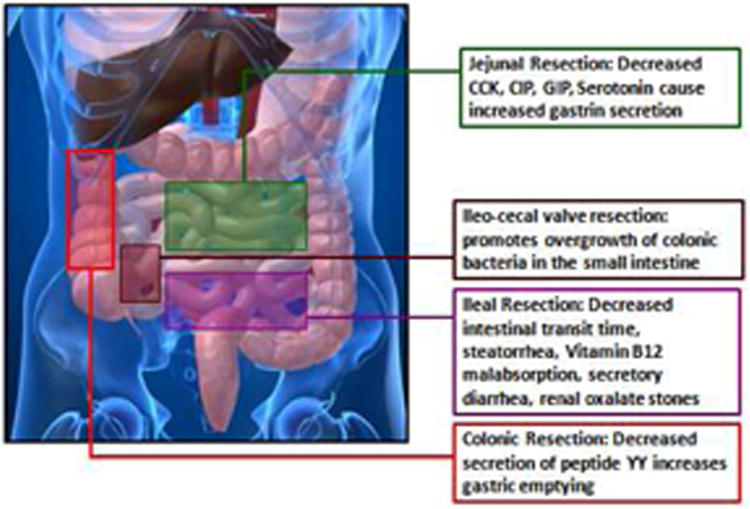 Jejunal Resection: Decreased
CCK, CIP, GIP, Serotonin cause
increased gastrin secretion
Ileo-cecal valve resection:
promotes overgrowth of colonic
bacteria in the small intestine
Ileal Resection: Decreased
intestinal transit time,
steatorrhea, Vitamin B12
malabsorption, secretory
diarrhea, renal oxalate stones
Colonic Resection: Decreased
secretion of peptide YY increases
gastric emptying